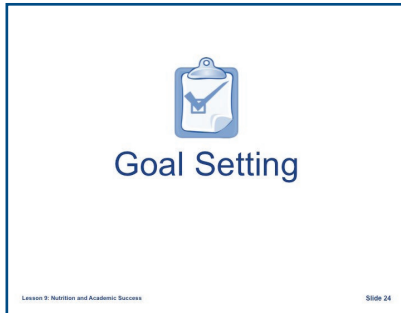 Goal Setting
Lesson 9: Nutrition and Academic Success
Slide 24